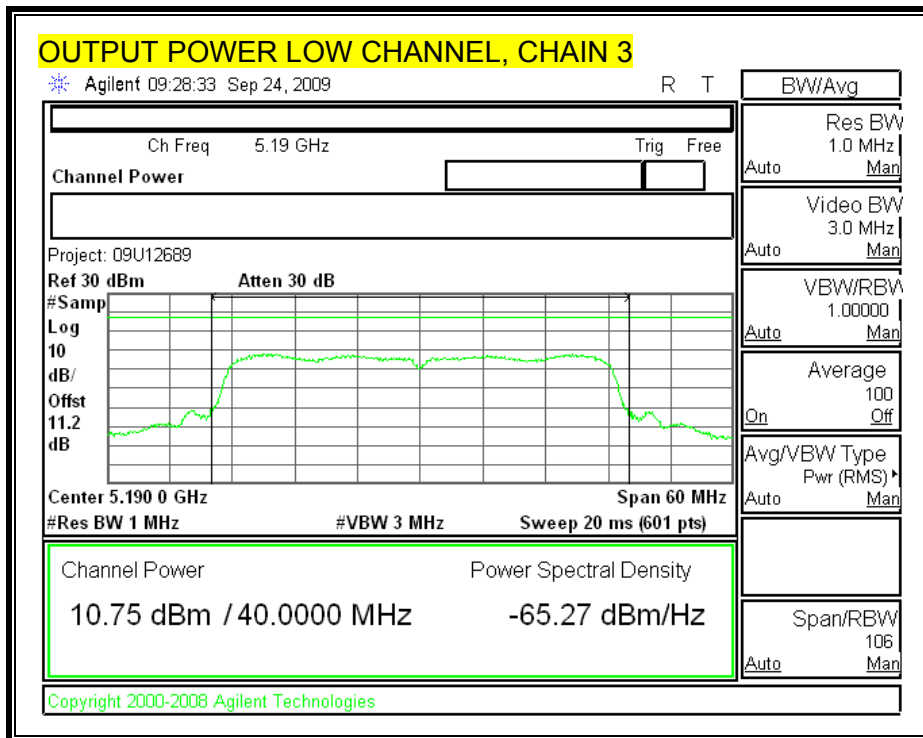 OUTPUT POWER LOW CHANNEL, CHAIN 3
Agilent 09:28:33 Sep 24, 2009 R T
BW/Avg
Ch Freq 5.19 GHz Trig Free
Channel Power
Res BW
1.0 MHz
Auto Man
Video BW
3.0 MHz
Auto Man
VBW/RBW
1.00000
Auto Man
Average
100
On Off
Avg/VBW Type
Pwr (RMS)
Auto Man
Span/RBW
106
Auto Man
Project: 09U12689
Ref 30 dBm Atten 30 dB
#Samp
Log
10
dB/
Offst
11.2
dB
Center 5.190 0 GHz Span 60 MHz
#Res BW 1 MHz #VBW 3 MHz Sweep 20 ms (601 pts)
Channel Power Power Spectral Density
10.75 dBm / 40.0000 MHz -65.27 dBm/Hz
Copyright 2000-2008 Agilent Technologies